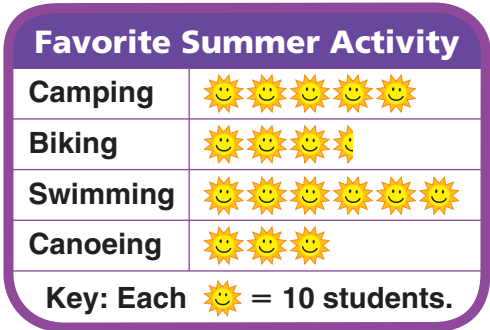 Favorite Summer Activity
Camping
Biking
Swimming
Canoeing
Key: Each = 10 students.